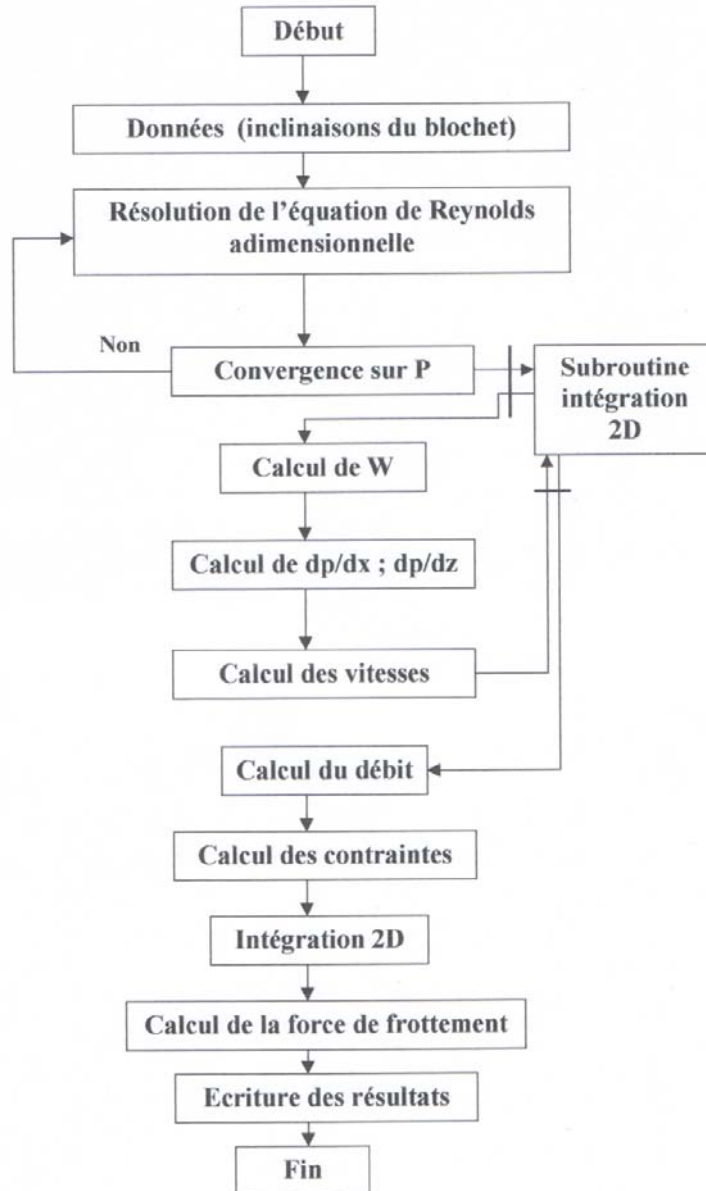 Début
Données (inclinaisons du blochet)
Résolution de l'équation de Reynolds
adimensionnelle
Non
Convergence sur P
Subroutine
intégration
2D
Calcul de W
Calcul de dp/dx ; dp/dz
Calcul des vitesses
Calcul du débit
Calcul des contraintes
Intégration 2D
Calcul de la force de frottement
Ecriture des résultats
Fin